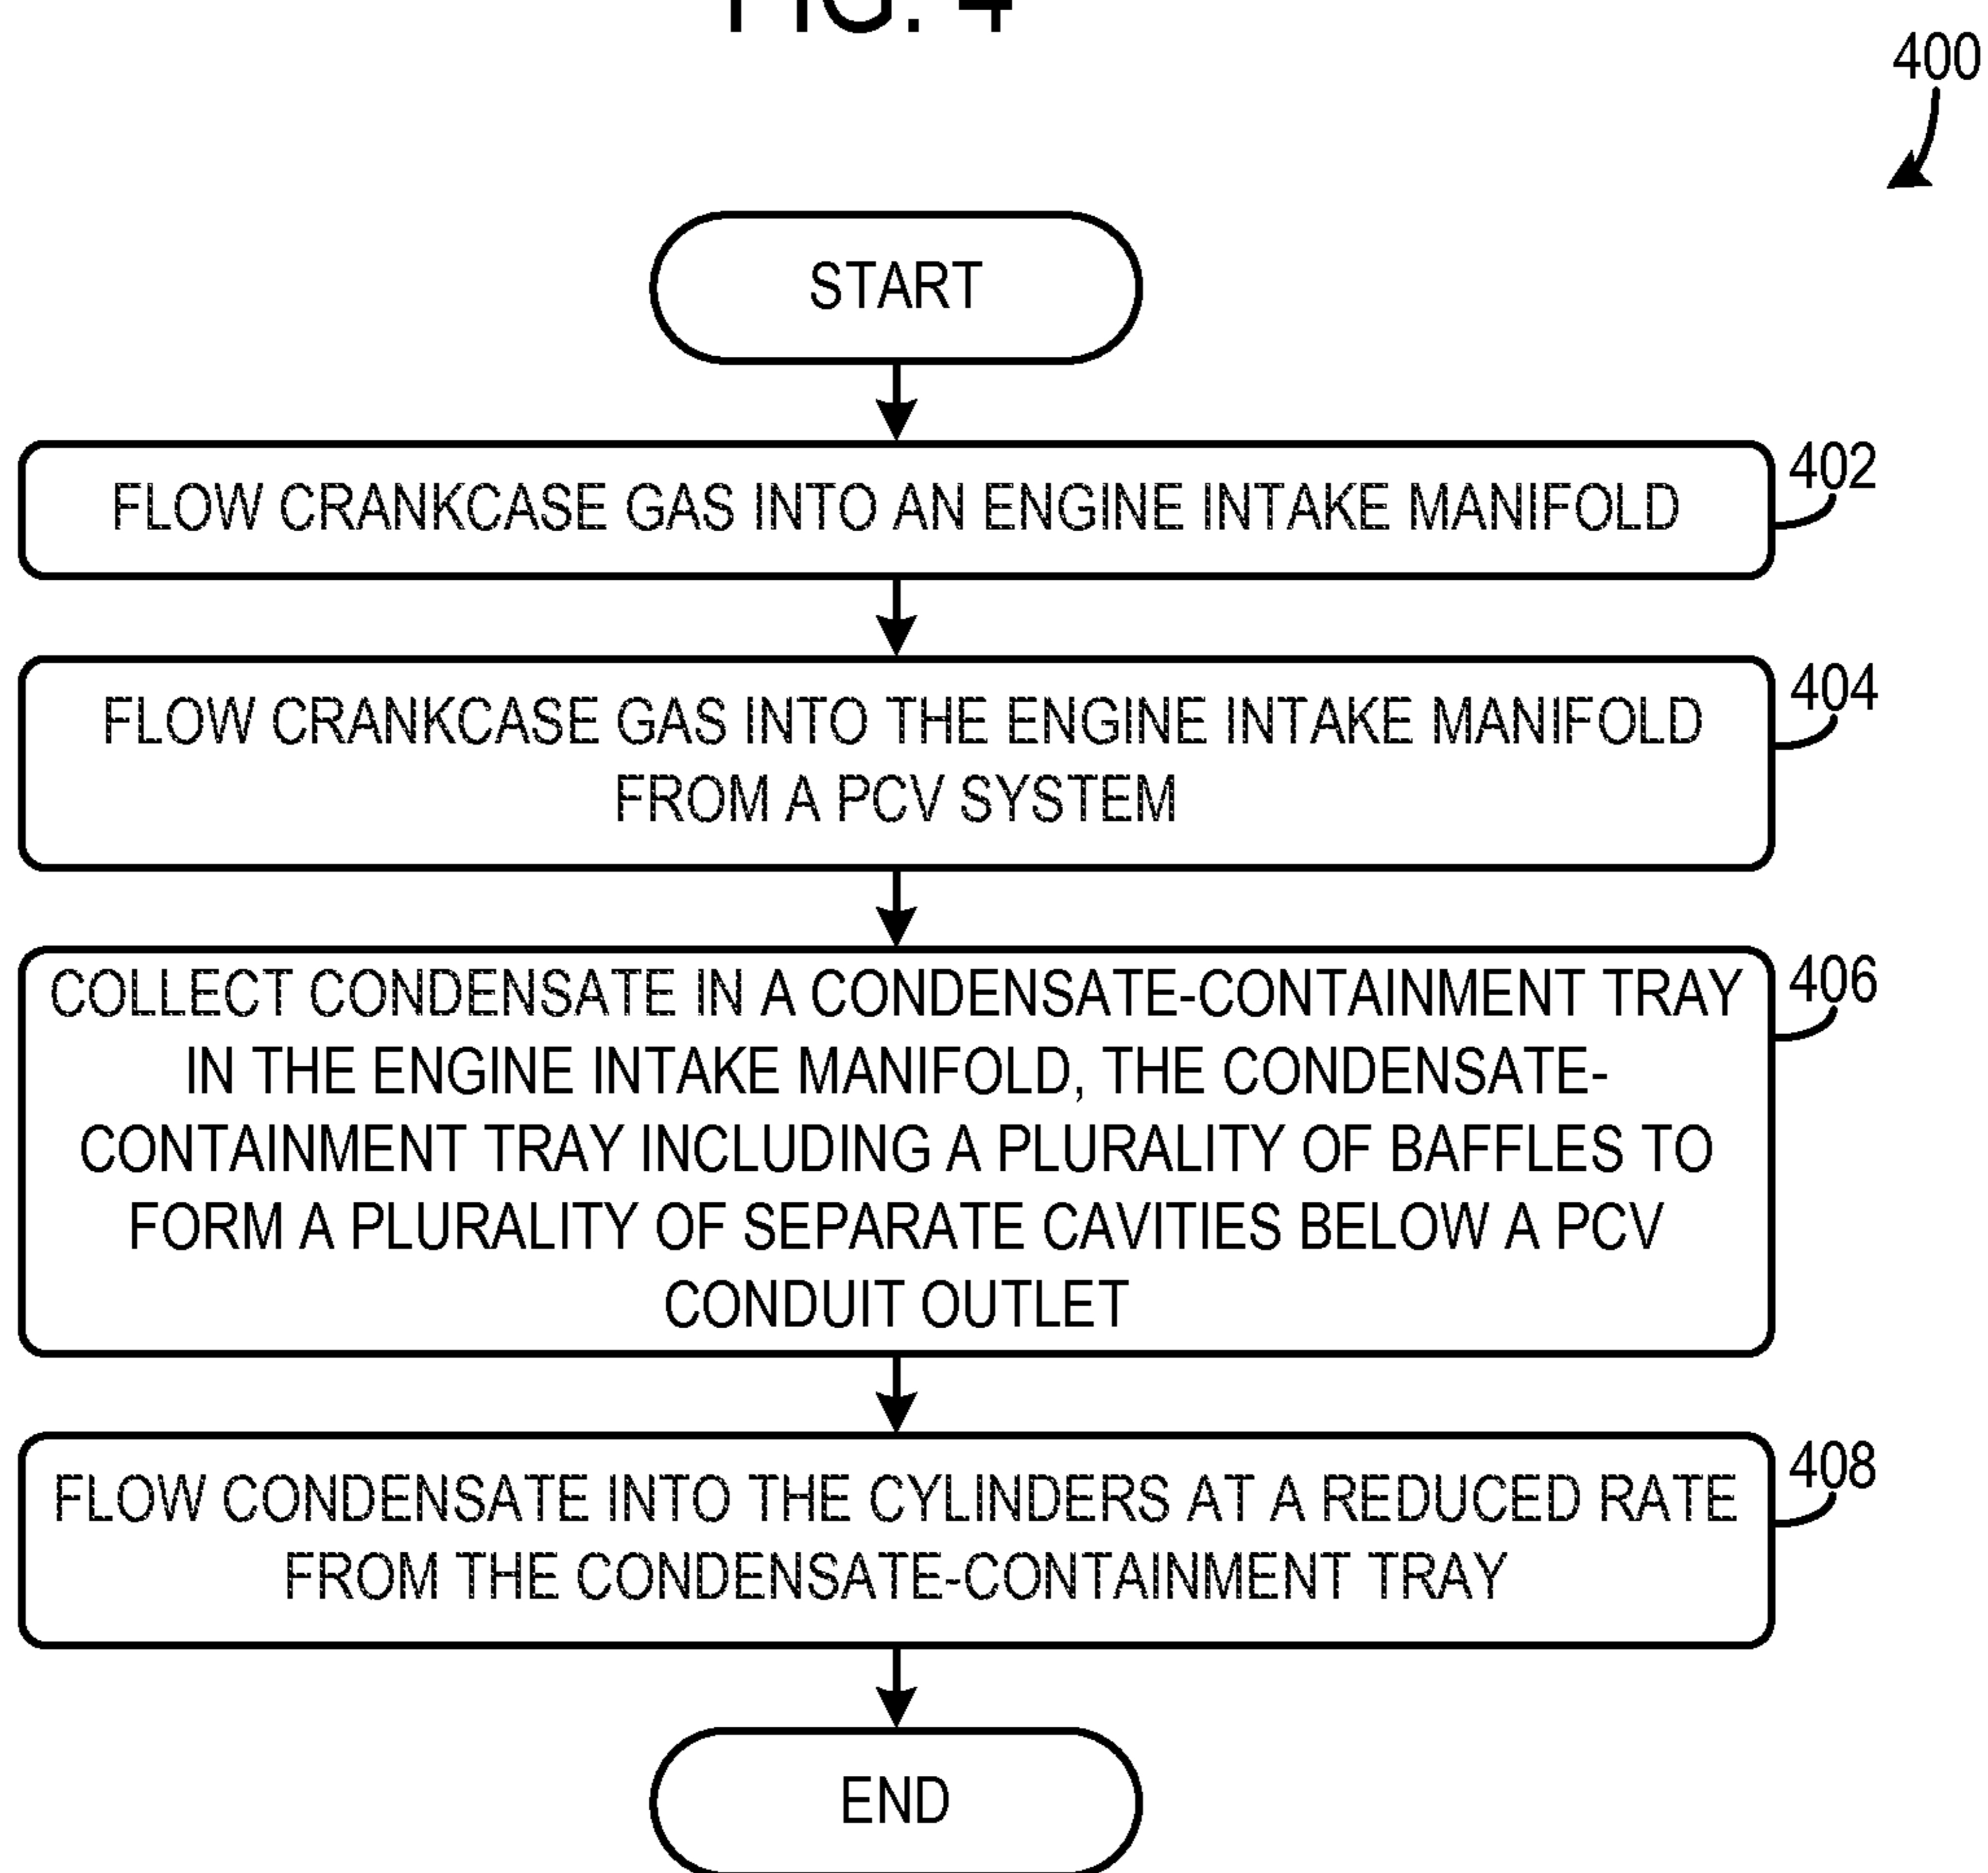 FIG. 4
400
START
FLOW CRANKCASE GAS INTO AN ENGINE INTAKE MANIFOLD
402
FLOW CRANKCASE GAS INTO THE ENGINE INTAKE MANIFOLD
FROM A PCV SYSTEM
404
COLLECT CONDENSATE IN A CONDENSATE-CONTAINMENT TRAY
IN THE ENGINE INTAKE MANIFOLD, THE CONDENSATE-
CONTAINMENT TRAY INCLUDING A PLURALITY OF BAFFLES TO
FORM A PLURALITY OF SEPARATE CAVITIES BELOW A PCV
CONDUIT OUTLET
406
FLOW CONDENSATE INTO THE CYLINDERS AT A REDUCED RATE
FROM THE CONDENSATE-CONTAINMENT TRAY
408
END